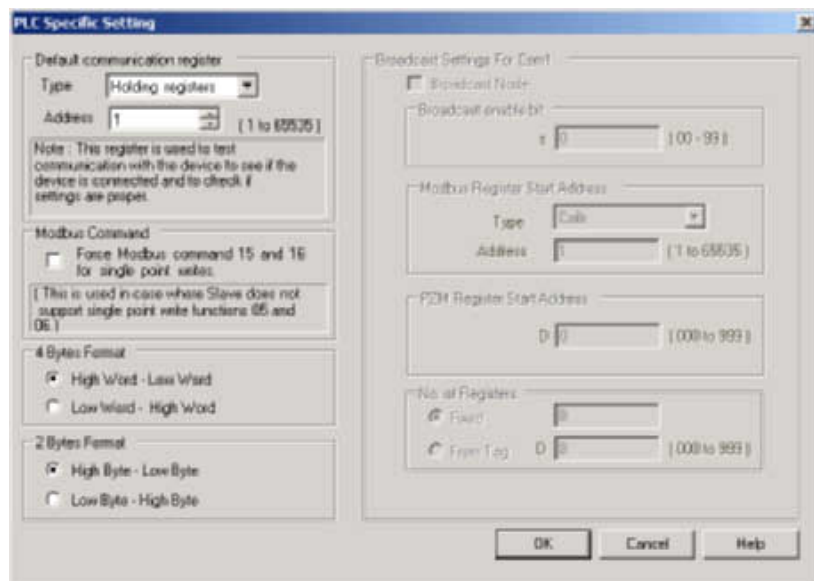 PLC Specific Setting
Default communication register
Type Holding registers
Address 1 ( 1 to 65535 )
Note : This register is used to test
communication with the device to see if the
device is connected and to check if
settings are proper.
Modbus Command
Force Modbus command 15 and 16
for single point writes.
( This is used in case where Slave does not
support single point write functions 05 and
06. )
4 Bytes Format
High Word - Low Word
Low Word - High Word
2 Bytes Format
High Byte - Low Byte
Low Byte - High Byte
Broadcast Settings For Com1
Broadcast Node
Broadcast enable bit
0 ( 00 - 99 )
Modbus Register Start Address
Type Coils
Address 1 ( 1 to 65535 )
PZM Register Start Address
D 0 ( 000 to 999 )
No. of Registers
Fixed 0
From Tag D 0 ( 000 to 999 )
OK Cancel Help